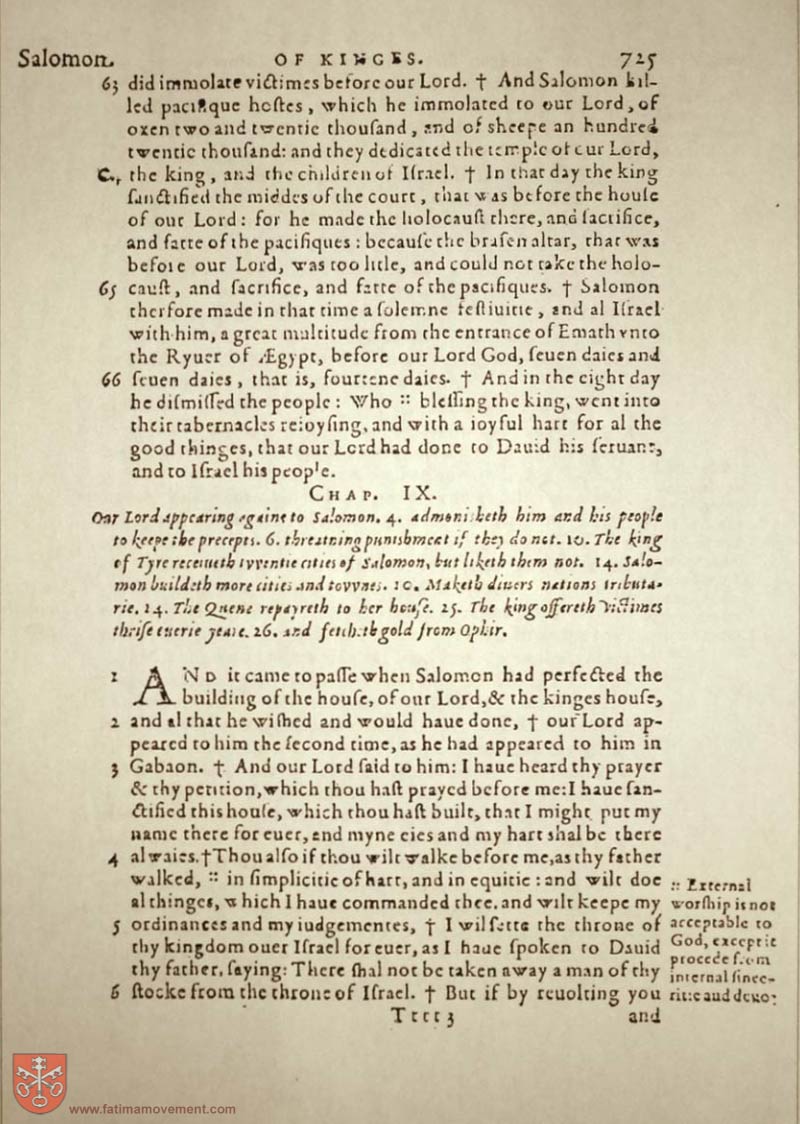 Salomon. OF KINGES. 725
63 did immolate victimes before our Lord. † And Salomon kil-
led pacifique hostes, which he immolated to our Lord, of
oxen two and twentie thouſand, and of sheepe an hundred
twentie thouſand: and they dedicated the temple of our Lord,
the king, and the children of Iſrael. † In that day the king
ſanctified the middes of the court, that was before the houſe
of our Lord: for he made the holocauſt there, and ſacrifice,
and fatte of the pacifiques: becauſe the braſen altar, that was
before our Lord, was too litle, and could not take the holo-
65 cauſt, and ſacrifice, and fatte of the pacifiques. † Salomon
therfore made in that time a ſolemne feſtiuitie, and al Iſrael
with him, a great multitude from the entrance of Emath vnto
the Ryuer of Ægypt, before our Lord God, ſeuen daies and
66 ſeuen daies, that is, fourtene daies. † And in the eight day
he diſmiſſed the people: Who :: bleſſing the king, went into
their tabernacles reioyſing, and with a ioyful hart for al the
good thinges, that our Lord had done to Dauid his ſeruant,
and to Iſrael his people.
CHAP. IX.
Our Lord appearing againe to Salomon. 4. admonisheth him and his people
to keepe the precepts. 6. threatning punishment if they do not. 10. The king
of Tyre receiueth tvventie cities of Salomon, but liketh them not. 14. Salo-
mon buildeth more cities and tovvnes. 20. Maketh diuers nations tributa-
rie. 24. The Quene repayreth to her houſe. 25. The king offereth victimes
thriſe euerie yeare. 26. and fetcheth gold from Ophir.
1 AND it came to paſſe when Salomon had perfected the
building of the houſe, of our Lord, & the kinges houſe,
2 and al that he wiſhed and would haue done, † our Lord ap-
peared to him the ſecond time, as he had appeared to him in
3 Gabaon. † And our Lord ſaid to him: I haue heard thy prayer
& thy petition, which thou haſt prayed before me: I haue ſan-
ctified this houſe, which thou haſt built, that I might put my
name there for euer, and myne eies and my hart shal be there
4 alwaies. † Thou alſo if thou wilt walke before me, as thy father
walked, :: in ſimplicitie of hart, and in equitie: and wilt doe
al thinges, which I haue commanded thee, and wilt keepe my
5 ordinances and my iudgementes, † I wil ſette the throne of
thy kingdom ouer Iſrael for euer, as I haue ſpoken to Dauid
thy father, ſaying: There ſhal not be taken away a man of thy
6 ſtocke from the throne of Iſrael. † But if by reuolting you
:: External
worſhip is not
acceptable to
God, except it
procede from
internal ſince-
ritie and deuo-
Tttt 3 and
www.fatimamovement.com